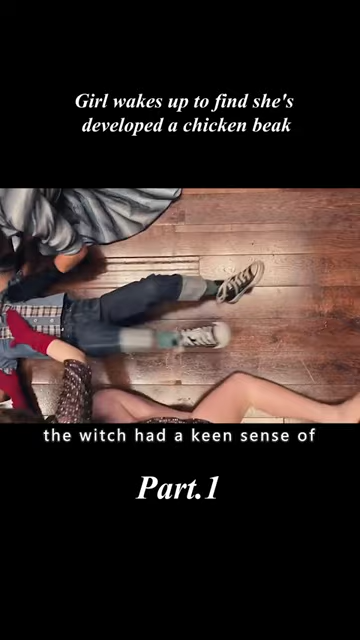 Girl wakes up to find she's
developed a chicken beak
the witch had a keen sense of
Part.1